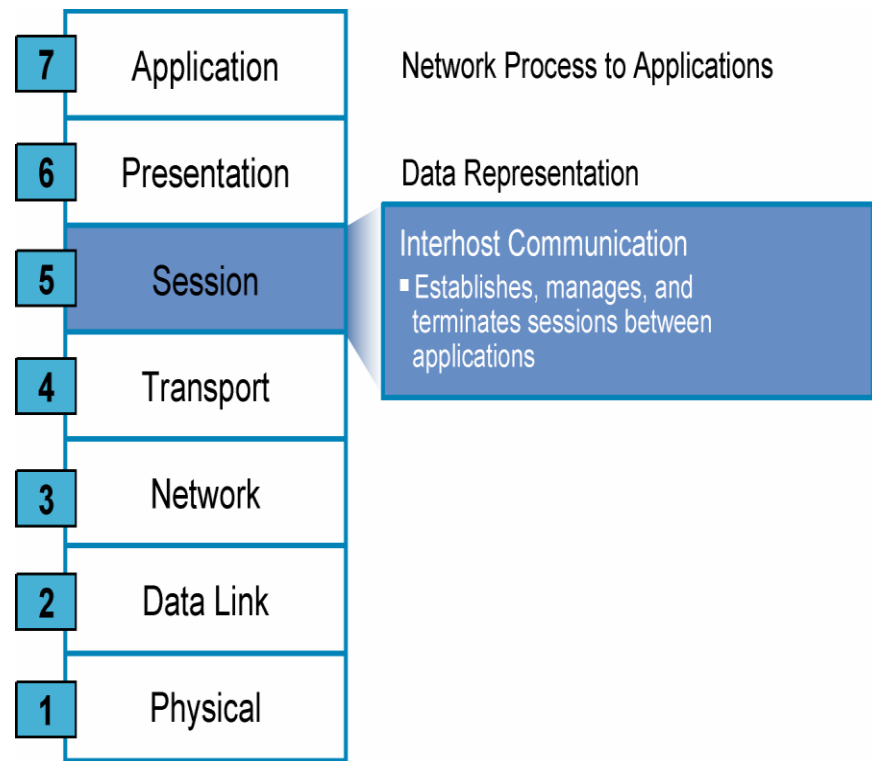 7 Application Network Process to Applications
6 Presentation Data Representation
5 Session
Interhost Communication
▪ Establishes, manages, and
terminates sessions between
applications
4 Transport
3 Network
2 Data Link
1 Physical